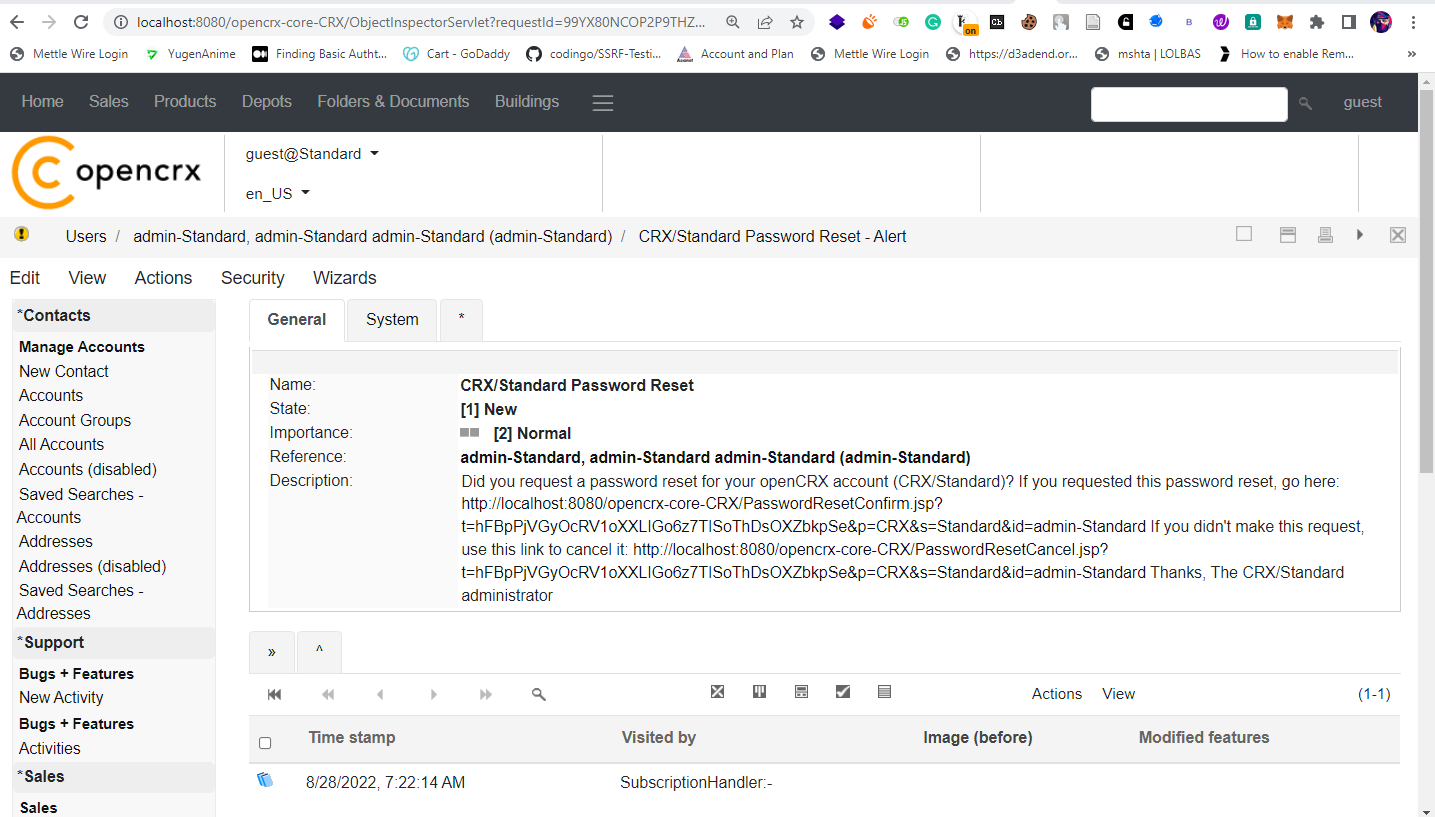 localhost:8080/opencrx-core-CRX/ObjectInspectorServlet?requestId=99YX80NCOP2P9THZ...
on
Mettle Wire Login
YugenAnime
Finding Basic Autht...
Cart - GoDaddy
codingo/SSRF-Testi...
Account and Plan
Mettle Wire Login
https://d3adend.or...
mshta | LOLBAS
How to enable Rem...
»
Home Sales Products Depots Folders & Documents Buildings
guest
opencrx
guest@Standard
en_US
Users / admin-Standard, admin-Standard admin-Standard (admin-Standard) / CRX/Standard Password Reset - Alert
Edit View Actions Security Wizards
*Contacts
Manage Accounts
New Contact
Accounts
Account Groups
All Accounts
Accounts (disabled)
Saved Searches -
Accounts
Addresses
Addresses (disabled)
Saved Searches -
Addresses
*Support
Bugs + Features
New Activity
Bugs + Features
Activities
*Sales
Sales
General System *
Name: CRX/Standard Password Reset
State: [1] New
Importance: [2] Normal
Reference: admin-Standard, admin-Standard admin-Standard (admin-Standard)
Description: Did you request a password reset for your openCRX account (CRX/Standard)? If you requested this password reset, go here:
http://localhost:8080/opencrx-core-CRX/PasswordResetConfirm.jsp?
t=hFBpPjVGyOcRV1oXXLIGo6z7TlSoThDsOXZbkpSe&p=CRX&s=Standard&id=admin-Standard If you didn't make this request,
use this link to cancel it: http://localhost:8080/opencrx-core-CRX/PasswordResetCancel.jsp?
t=hFBpPjVGyOcRV1oXXLIGo6z7TlSoThDsOXZbkpSe&p=CRX&s=Standard&id=admin-Standard Thanks, The CRX/Standard
administrator
» ^
Actions View (1-1)
Time stamp Visited by Image (before) Modified features
8/28/2022, 7:22:14 AM SubscriptionHandler:-